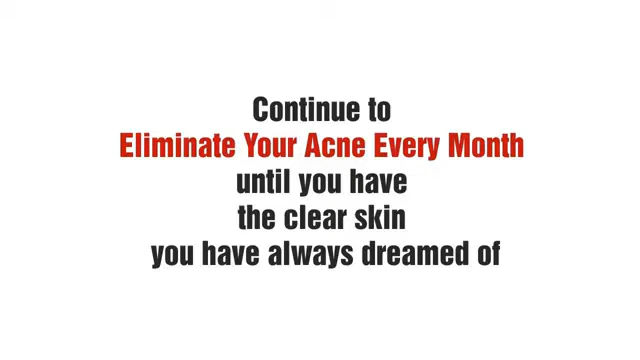 Continue to
Eliminate Your Acne Every Month
until you have
the clear skin
you have always dreamed of